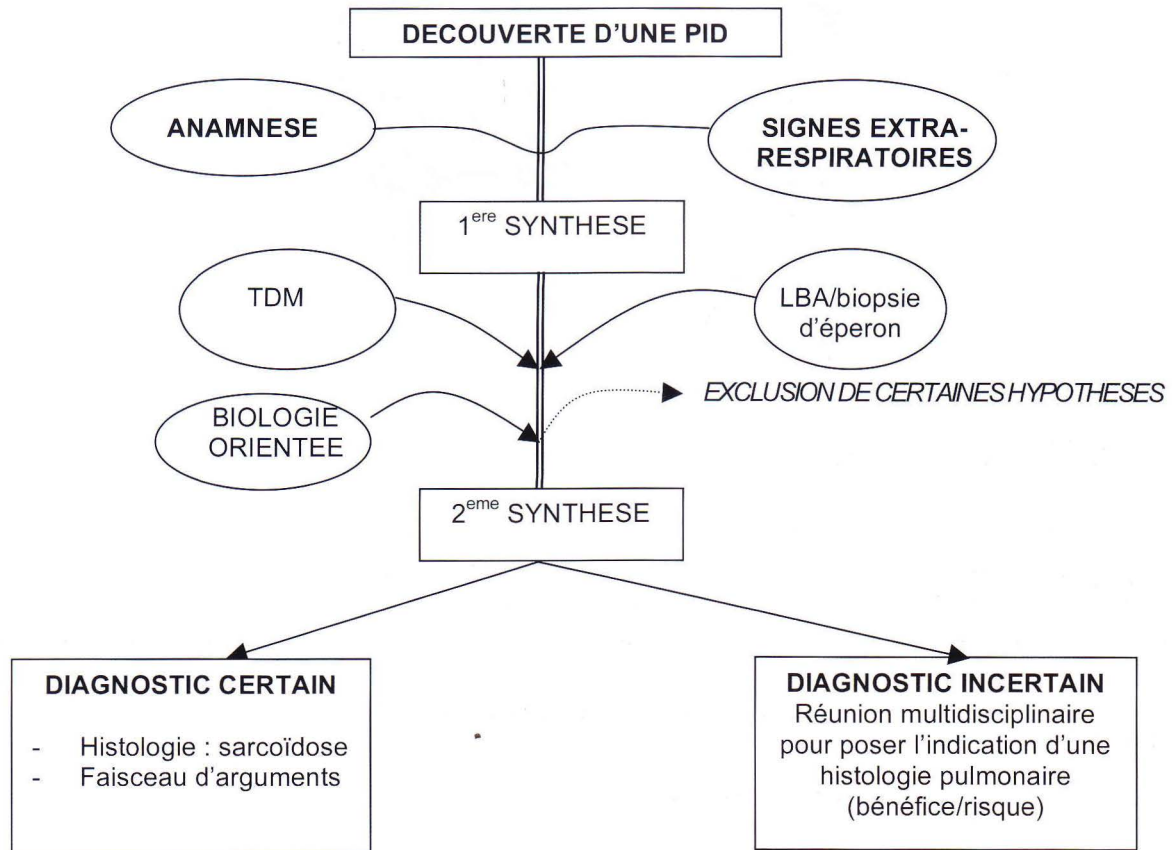 DECOUVERTE D'UNE PID
ANAMNESE
SIGNES EXTRA-
RESPIRATOIRES
1ere SYNTHESE
TDM
LBA/biopsie
d'éperon
BIOLOGIE
ORIENTEE
EXCLUSION DE CERTAINES HYPOTHESES
2eme SYNTHESE
DIAGNOSTIC CERTAIN
- Histologie : sarcoïdose
- Faisceau d'arguments
DIAGNOSTIC INCERTAIN
Réunion multidisciplinaire
pour poser l'indication d'une
histologie pulmonaire
(bénéfice/risque)